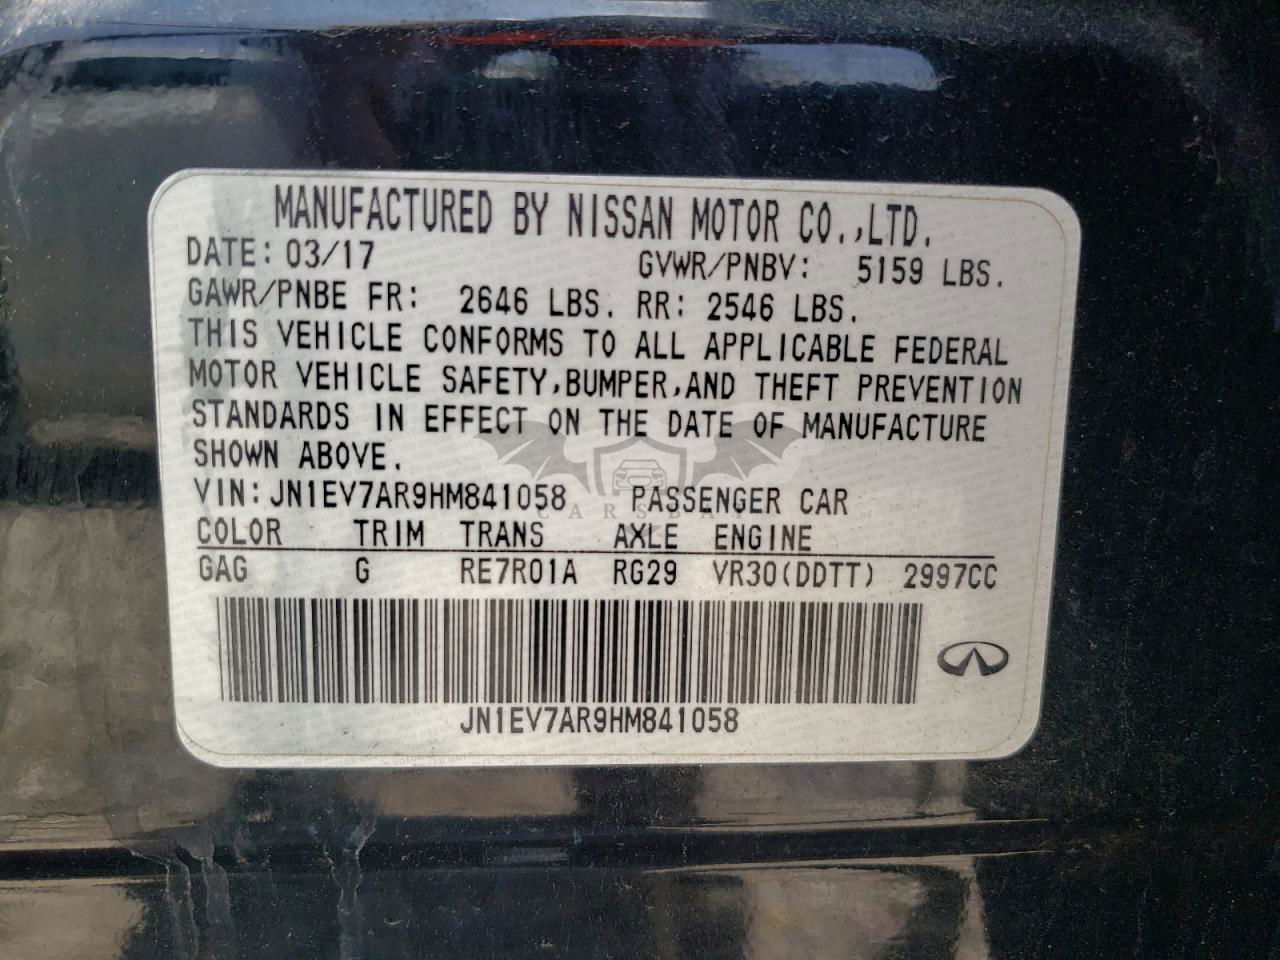 MANUFACTURED BY NISSAN MOTOR CO.,LTD.
DATE: 03/17 GVWR/PNBV: 5159 LBS.
GAWR/PNBE FR: 2646 LBS. RR: 2546 LBS.
THIS VEHICLE CONFORMS TO ALL APPLICABLE FEDERAL
MOTOR VEHICLE SAFETY,BUMPER,AND THEFT PREVENTION
STANDARDS IN EFFECT ON THE DATE OF MANUFACTURE
SHOWN ABOVE.
VIN: JN1EV7AR9HM841058 PASSENGER CAR
CARSBAT
COLOR TRIM TRANS AXLE ENGINE
GAG G RE7R01A RG29 VR30(DDTT) 2997CC
JN1EV7AR9HM841058